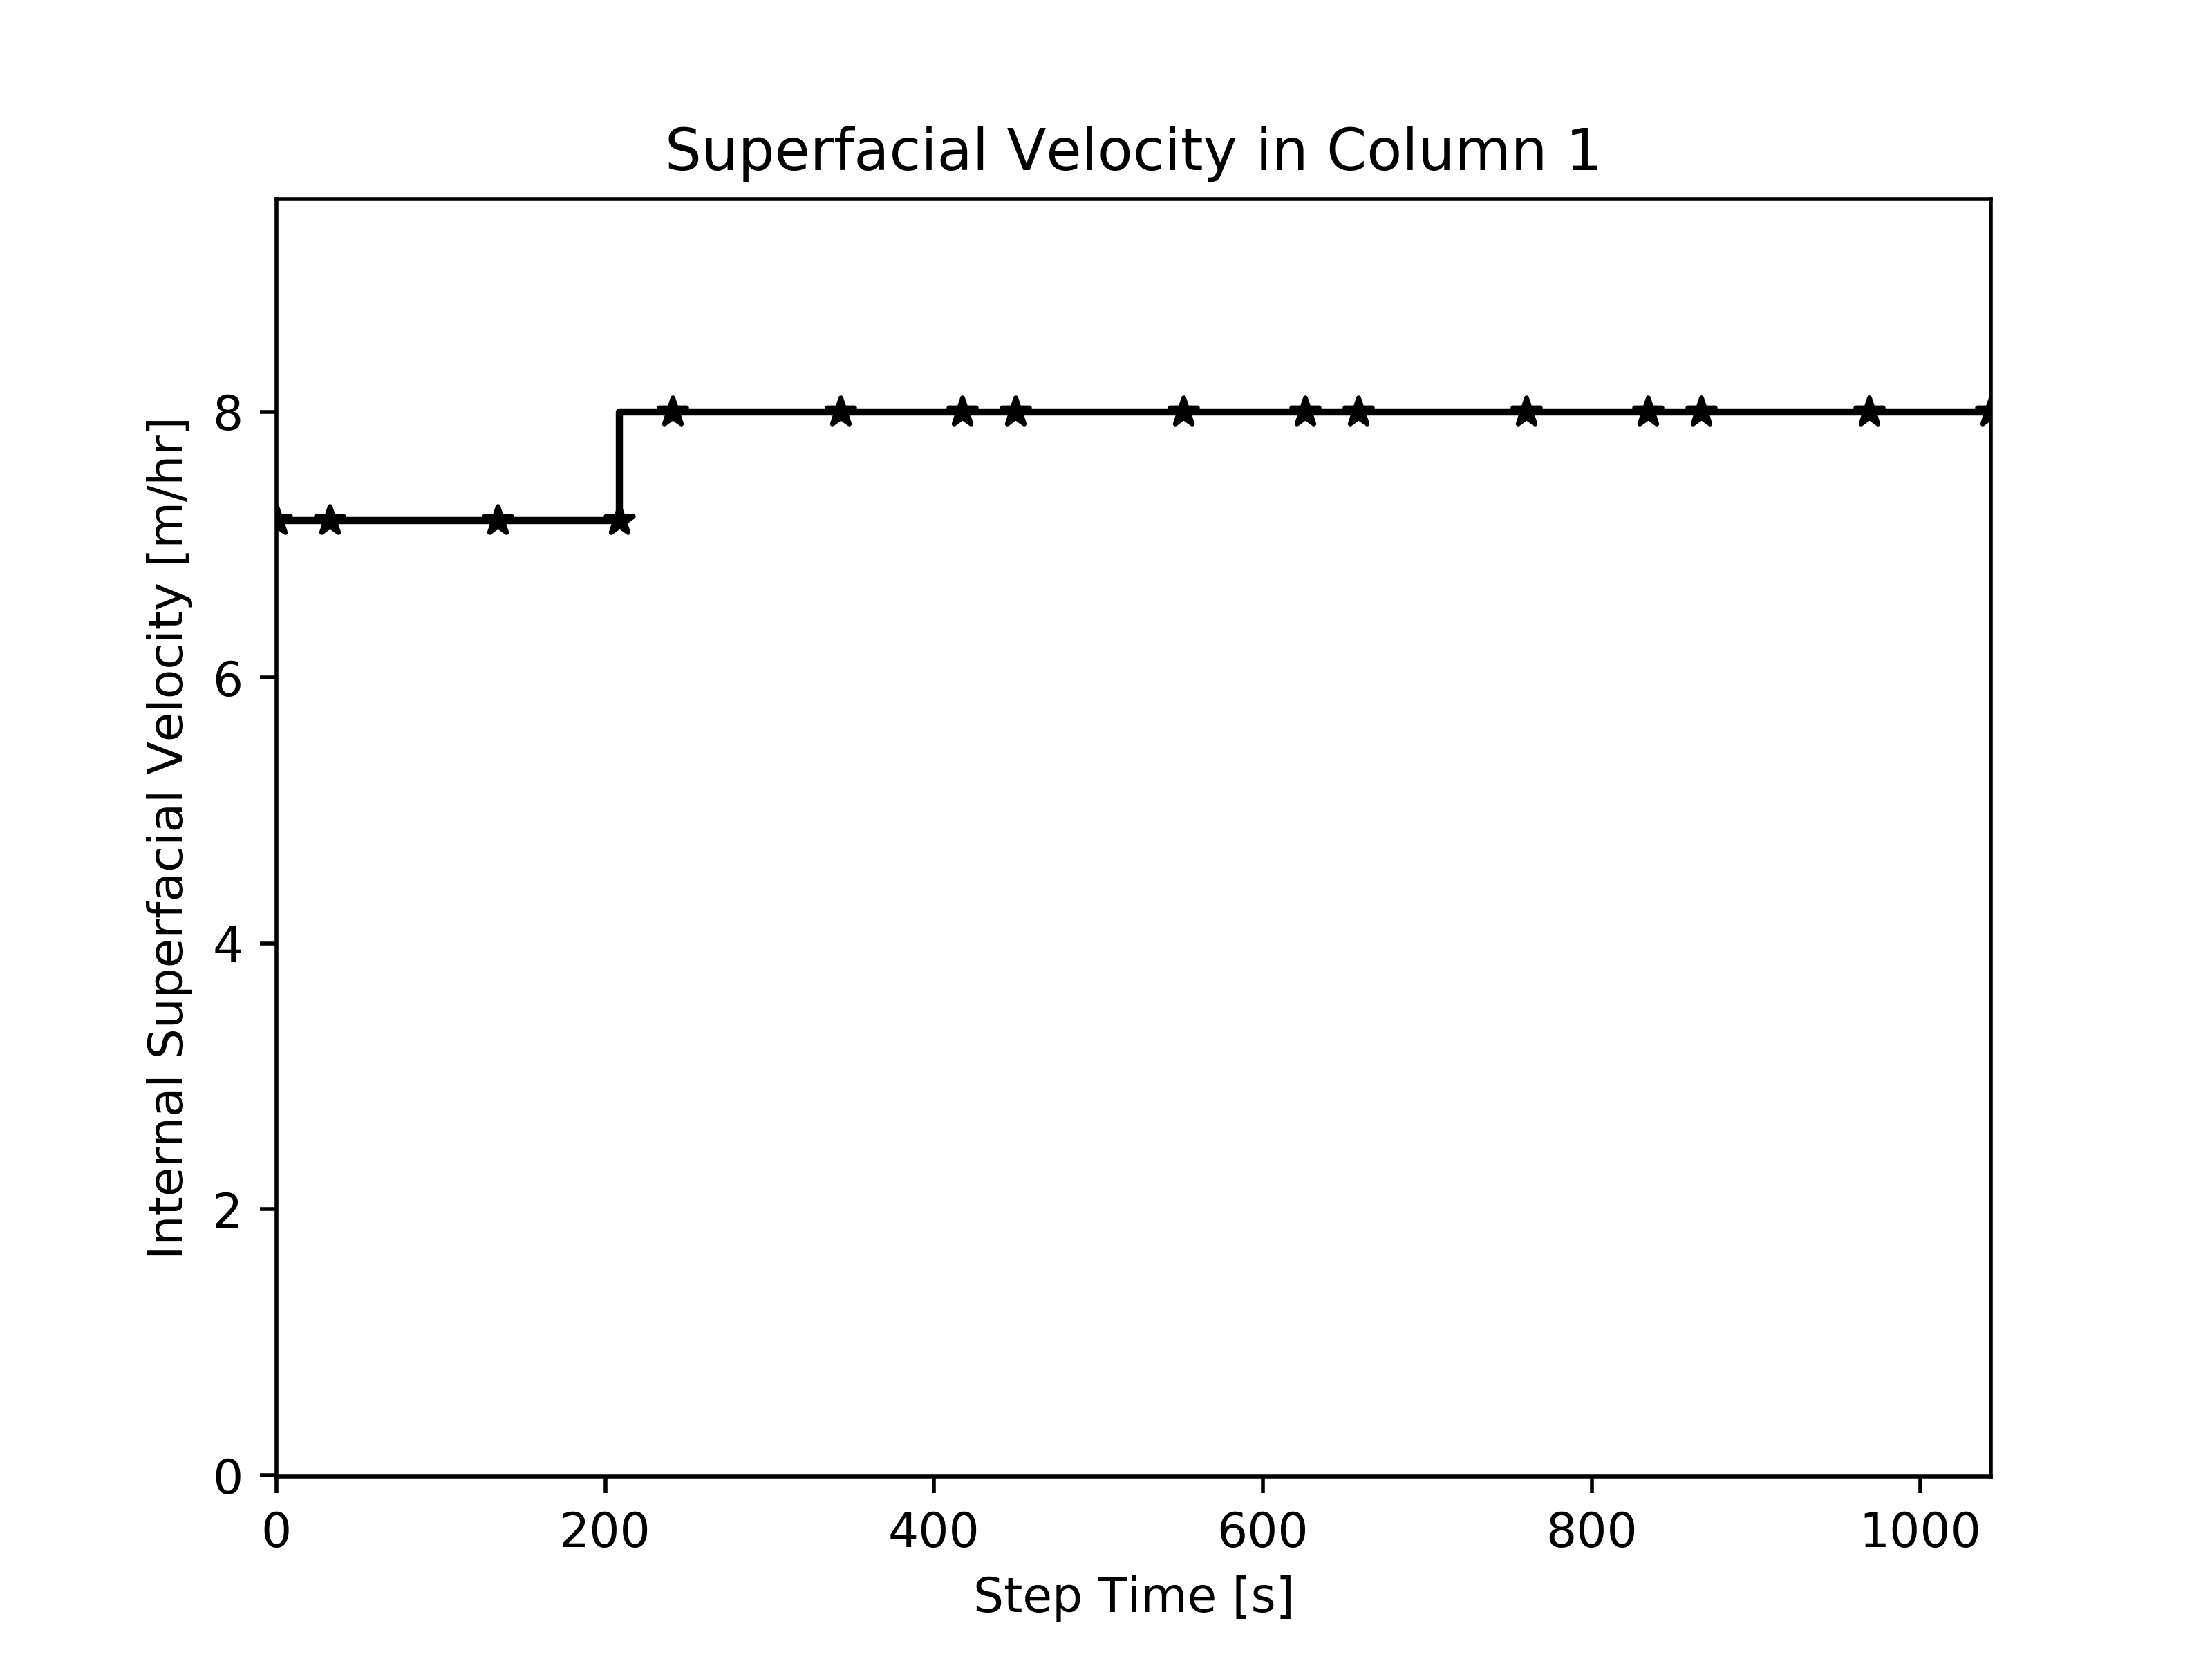 Superfacial Velocity in Column 1
Internal Superfacial Velocity [m/hr]
8
6
4
2
0
0 200 400 600 800 1000
Step Time [s]